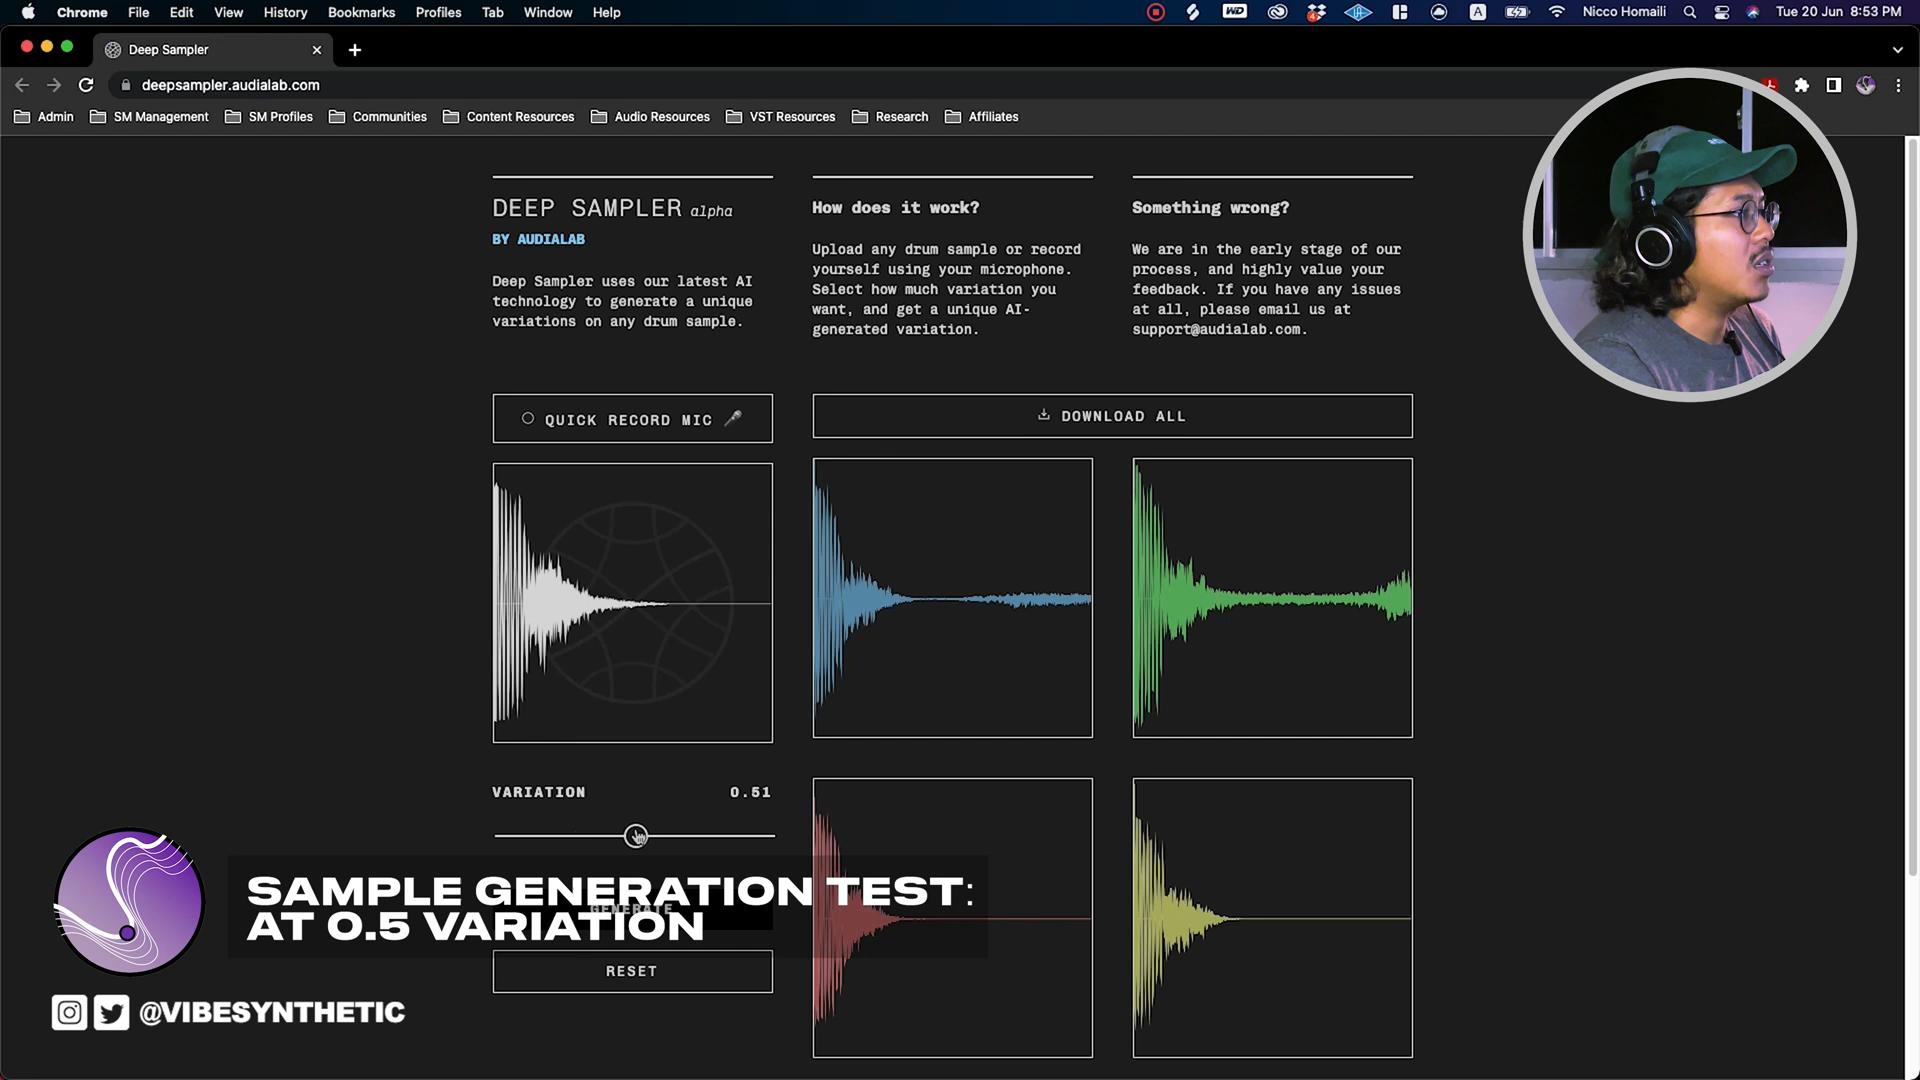 Chrome File Edit View History Bookmarks Profiles Tab Window Help
WD 4 A Nicco Homaili Tue 20 Jun 8:53 PM
Deep Sampler
deepsampler.audialab.com
Admin SM Management SM Profiles Communities Content Resources Audio Resources VST Resources Research Affiliates
DEEP SAMPLER alpha
BY AUDIALAB
Deep Sampler uses our latest AI
technology to generate a unique
variations on any drum sample.
How does it work?
Upload any drum sample or record
yourself using your microphone.
Select how much variation you
want, and get a unique AI-
generated variation.
Something wrong?
We are in the early stage of our
process, and highly value your
feedback. If you have any issues
at all, please email us at
support@audialab.com.
QUICK RECORD MIC
DOWNLOAD ALL
VARIATION 0.51
GENERATE
SAMPLE GENERATION TEST:
AT 0.5 VARIATION
RESET
@VIBESYNTHETIC